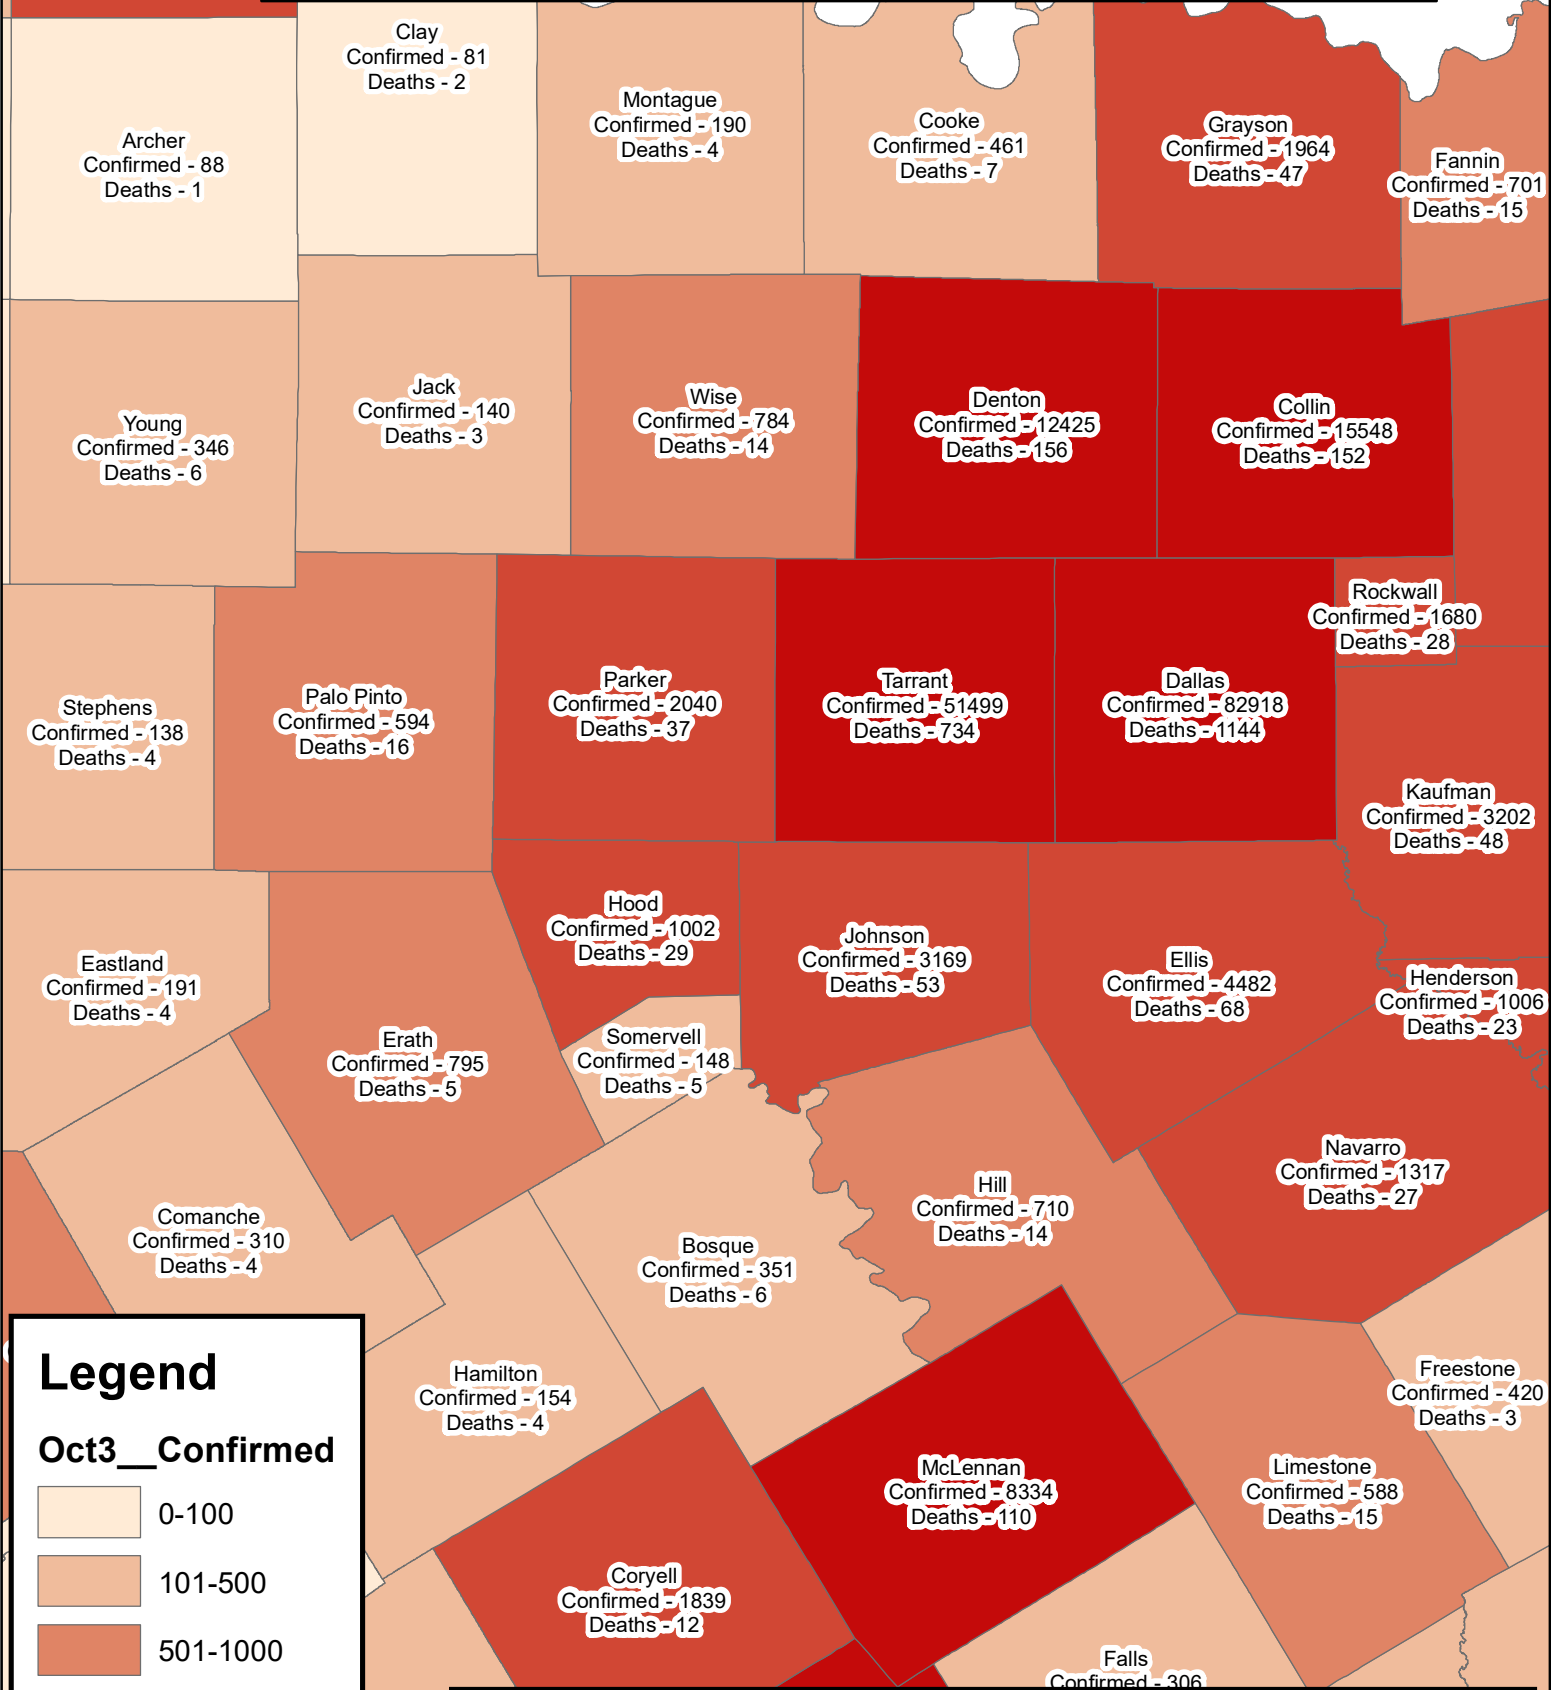 Clay
Confirmed - 81
Deaths - 2
Montague
Confirmed - 190
Deaths - 4
Cooke
Confirmed - 461
Deaths - 7
Grayson
Confirmed - 1964
Deaths - 47
Archer
Confirmed - 88
Deaths - 1
Fannin
Confirmed - 701
Deaths - 15
Jack
Confirmed - 140
Deaths - 3
Wise
Confirmed - 784
Deaths - 14
Denton
Confirmed - 12425
Deaths - 156
Collin
Confirmed - 15548
Deaths - 152
Young
Confirmed - 346
Deaths - 6
Rockwall
Confirmed - 1680
Deaths - 28
Stephens
Confirmed - 138
Deaths - 4
Palo Pinto
Confirmed - 594
Deaths - 16
Parker
Confirmed - 2040
Deaths - 37
Tarrant
Confirmed - 51499
Deaths - 734
Dallas
Confirmed - 82918
Deaths - 1144
Kaufman
Confirmed - 3202
Deaths - 48
Hood
Confirmed - 1002
Deaths - 29
Johnson
Confirmed - 3169
Deaths - 53
Ellis
Confirmed - 4482
Deaths - 68
Henderson
Confirmed - 1006
Deaths - 23
Eastland
Confirmed - 191
Deaths - 4
Erath
Confirmed - 795
Deaths - 5
Somervell
Confirmed - 148
Deaths - 5
Navarro
Confirmed - 1317
Deaths - 27
Hill
Confirmed - 710
Deaths - 14
Comanche
Confirmed - 310
Deaths - 4
Bosque
Confirmed - 351
Deaths - 6
Hamilton
Confirmed - 154
Deaths - 4
Freestone
Confirmed - 420
Deaths - 3
McLennan
Confirmed - 8334
Deaths - 110
Limestone
Confirmed - 588
Deaths - 15
Coryell
Confirmed - 1839
Deaths - 12
Falls
Confirmed - 306
Legend
Oct3__Confirmed
0-100
101-500
501-1000